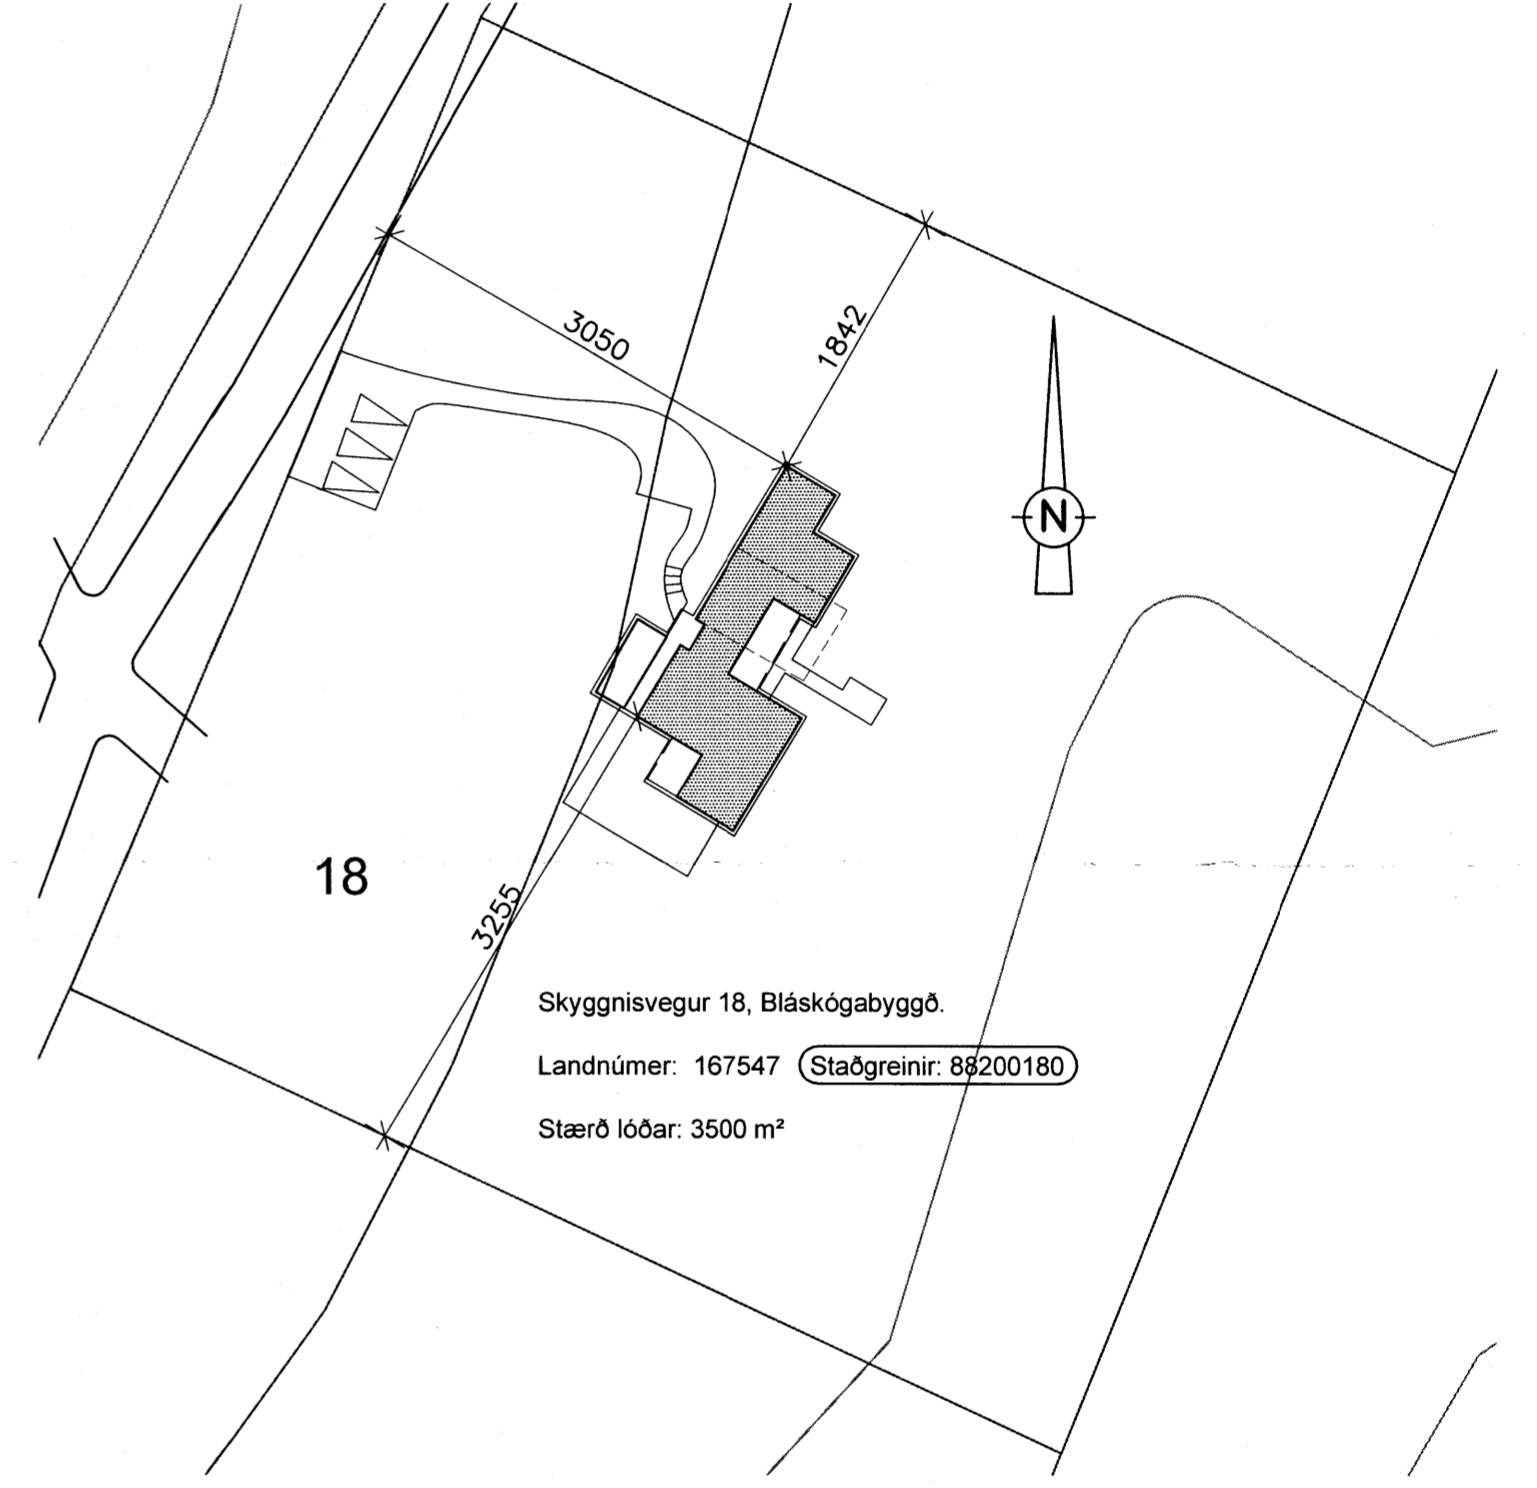 3050
1842
N
18
3255
Skyggnisvegur 18, Bláskógabyggð.
Landnúmer: 167547 Staðgreinir: 88200180
Stærð lóðar: 3500 m²